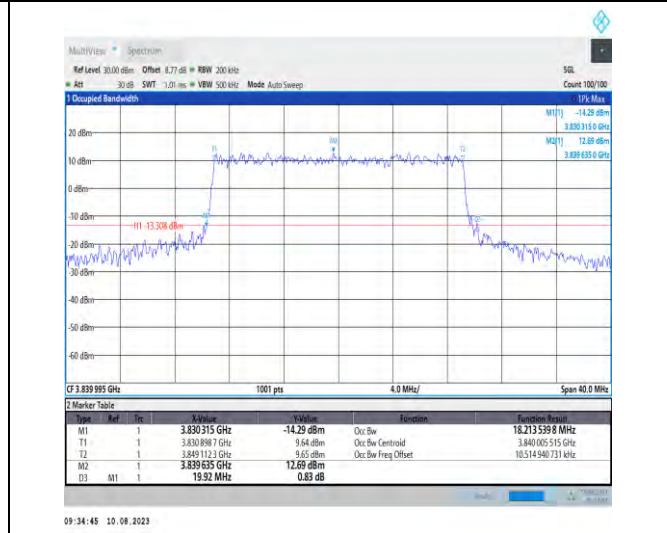 MultiView Spectrum
Ref Level 30.00 dBm Offset 8.77 dB RBW 200 kHz SGL
Att 30 dB SWT 1.01 ms VBW 500 kHz Mode Auto Sweep Count 100/100
1 Occupied Bandwidth 1Pk Max
M1[1] -14.29 dBm
3.830 315 0 GHz
M2[1] 12.69 dBm
3.839 635 0 GHz
20 dBm
T1 M2 T2
10 dBm
0 dBm
-10 dBm
H1 -13.308 dBm
-20 dBm
-30 dBm
-40 dBm
-50 dBm
-60 dBm
CF 3.839 995 GHz 1001 pts 4.0 MHz/ Span 40.0 MHz
2 Marker Table
Type Ref Trc X-Value Y-Value Function Function Result
M1 1 3.830 315 GHz -14.29 dBm Occ Bw 18.213 539 8 MHz
T1 1 3.830 898 7 GHz 9.64 dBm Occ Bw Centroid 3.840 005 515 GHz
T2 1 3.849 112 3 GHz 9.65 dBm Occ Bw Freq Offset 10.514 940 731 kHz
M2 1 3.839 635 GHz 12.69 dBm
D3 M1 1 19.92 MHz 0.83 dB
09:34:45 10.08.2023